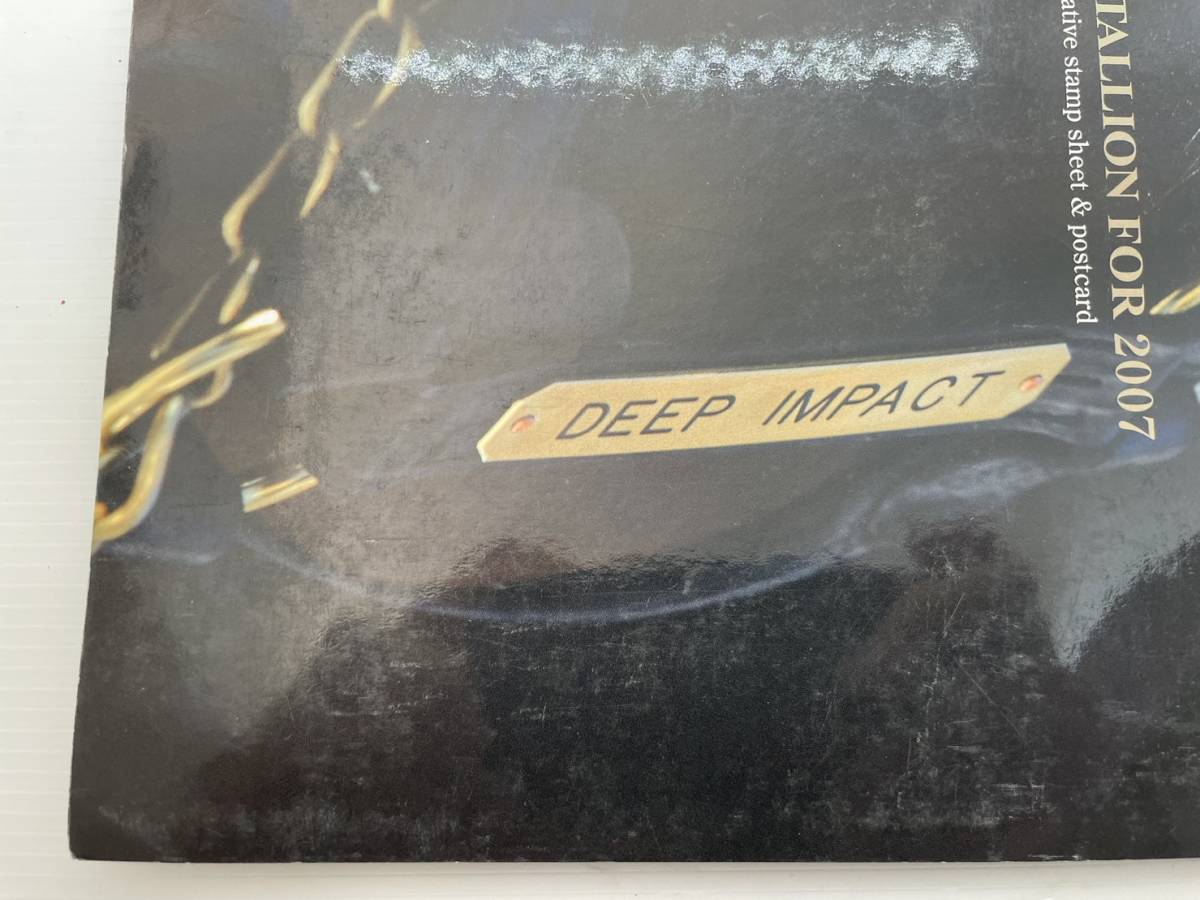 TALLION FOR 2007
ative stamp sheet & postcard
DEEP IMPACT